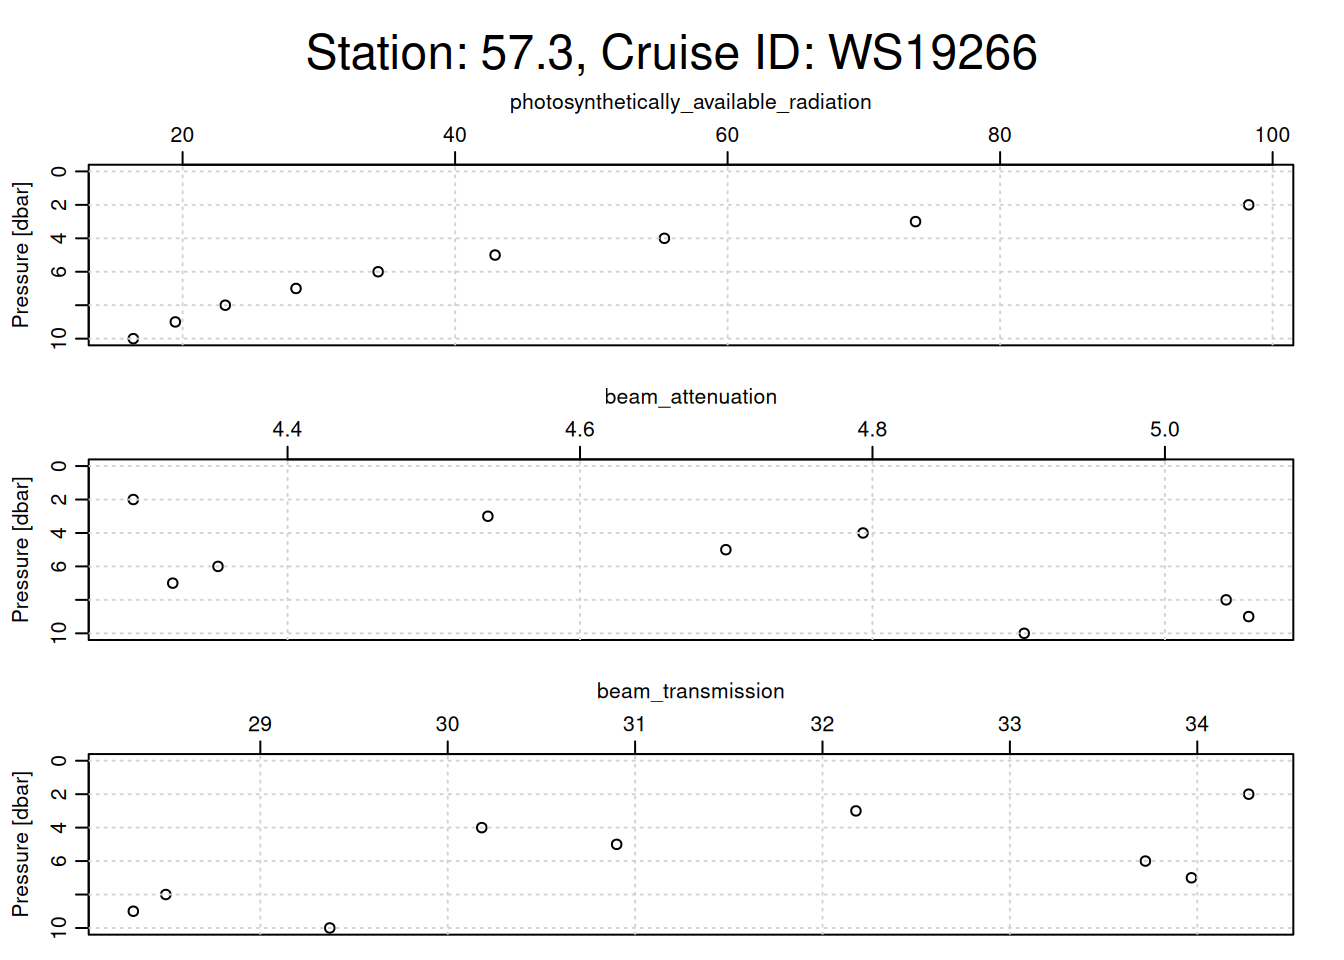 Station: 57.3, Cruise ID: WS19266
photosynthetically_available_radiation
20 40 60 80 100
Pressure [dbar]
0
2
4
6
10
beam_attenuation
4.4 4.6 4.8 5.0
Pressure [dbar]
0
2
4
6
10
beam_transmission
29 30 31 32 33 34
Pressure [dbar]
0
2
4
6
10